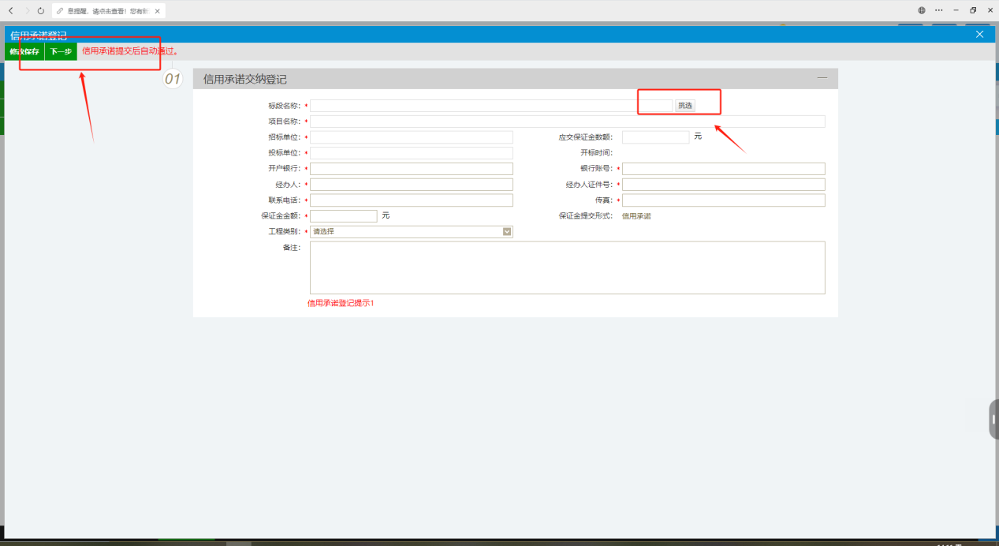 息提醒，请点击查看！您有新
信用承诺登记
修改保存 下一步 信用承诺提交后自动通过。
01 信用承诺交纳登记
标段名称：* 挑选
项目名称：*
招标单位：* 应交保证金数额： 元
投标单位：* 开标时间：
开户银行：* 银行账号：*
经办人：* 经办人证件号：*
联系电话：* 传真：*
保证金金额：* 元 保证金提交形式： 信用承诺
工程类别：* 请选择
备注：
信用承诺登记提示1